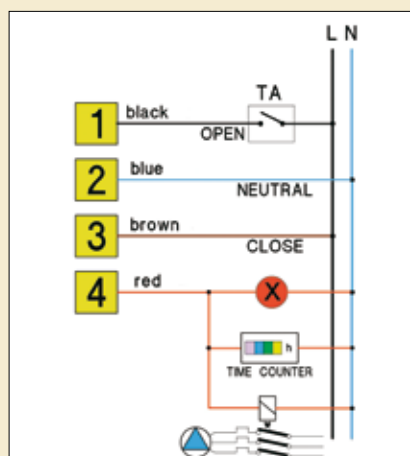 L N
TA
1 black
OPEN
2 blue
NEUTRAL
3 brown
CLOSE
4 red
X
h
TIME COUNTER